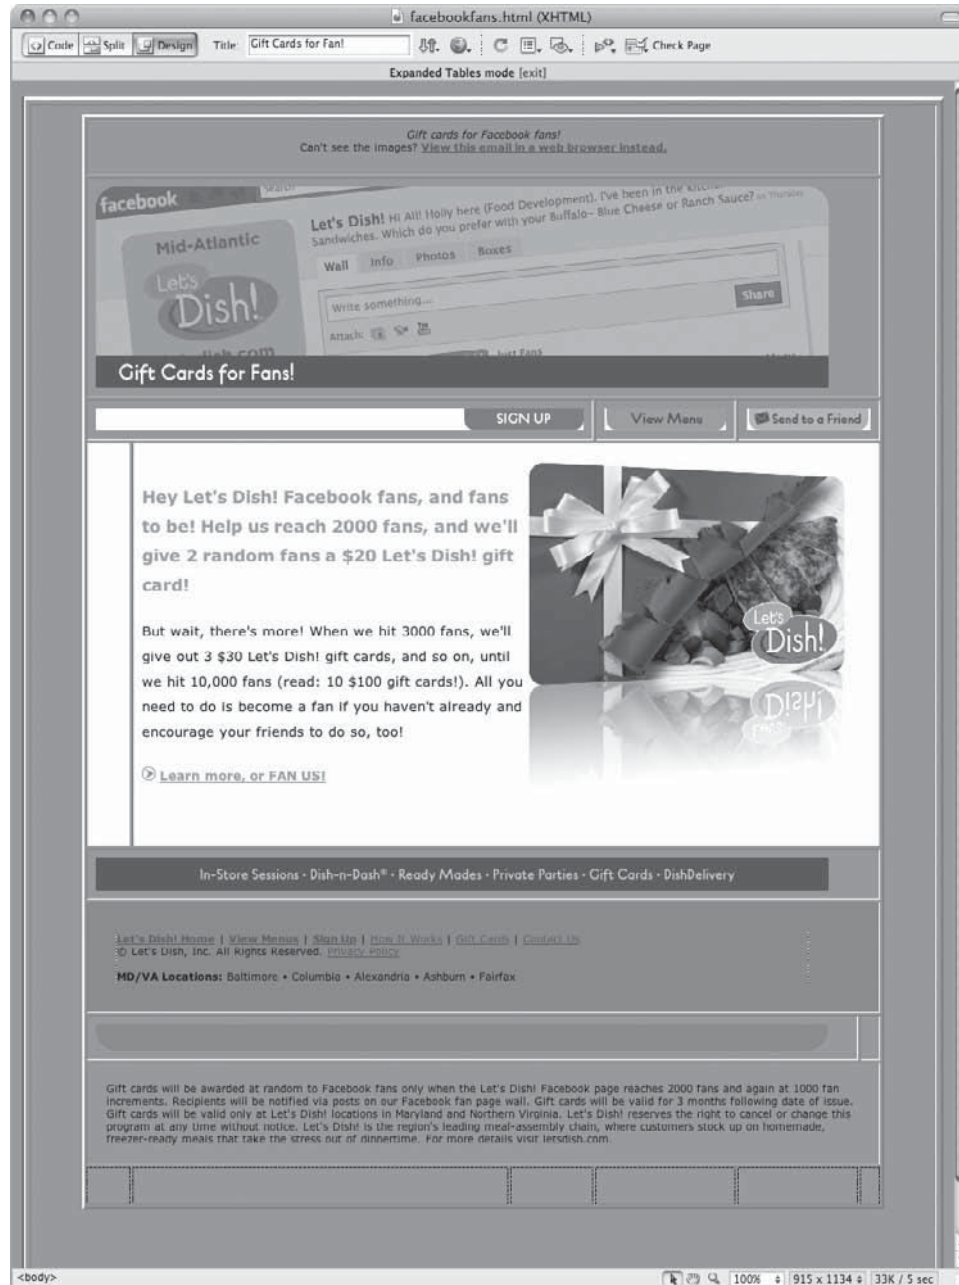 facebookfans.html (XHTML)
Code Split Design Title: Gift Cards for Fan! Check Page
Expanded Tables mode [exit]
Gift cards for Facebook fans!
Can't see the images? View this email in a web browser instead.
facebook Search
Let's Dish! Hi All! Holly here (Food Development). I've been in the
Sandwiches. Which do you prefer with your Buffalo- Blue Cheese or Ranch Sauce? on Thursday
Mid-Atlantic
Let's
Dish!
Wall Info Photos Boxes
Write something...
Share
Attach:
Just Fans
Gift Cards for Fans!
SIGN UP View Menu Send to a Friend
Hey Let's Dish! Facebook fans, and fans
to be! Help us reach 2000 fans, and we'll
give 2 random fans a $20 Let's Dish! gift
card!
But wait, there's more! When we hit 3000 fans, we'll
give out 3 $30 Let's Dish! gift cards, and so on, until
we hit 10,000 fans (read: 10 $100 gift cards!). All you
need to do is become a fan if you haven't already and
encourage your friends to do so, too!
Learn more, or FAN US!
Let's
Dish!
In-Store Sessions • Dish-n-Dash® • Ready Mades • Private Parties • Gift Cards • DishDelivery
Let's Dish! Home | View Menus | Sign Up | How It Works | Gift Cards | Contact Us
© Let's Dish, Inc. All Rights Reserved. Privacy Policy
MD/VA Locations: Baltimore • Columbia • Alexandria • Ashburn • Fairfax
Gift cards will be awarded at random to Facebook fans only when the Let's Dish! Facebook page reaches 2000 fans and again at 1000 fan
increments. Recipients will be notified via posts on our Facebook fan page wall. Gift cards will be valid for 3 months following date of issue.
Gift cards will be valid only at Let's Dish! locations in Maryland and Northern Virginia. Let's Dish! reserves the right to cancel or change this
program at any time without notice. Let's Dish! is the region's leading meal-assembly chain, where customers stock up on homemade,
freezer-ready meals that take the stress out of dinnertime. For more details visit letsdish.com.
<body> 100% 915 x 1134 33K / 5 sec